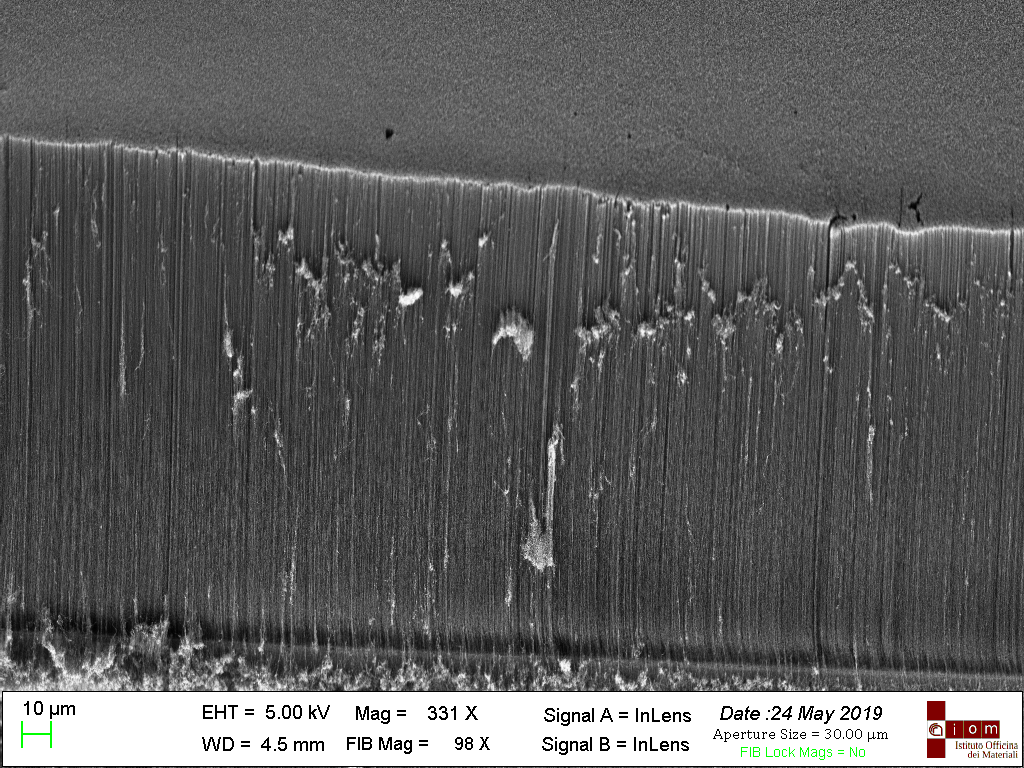 10 µm
EHT = 5.00 kV Mag = 331 X Signal A = InLens Date :24 May 2019
Aperture Size = 30.00 µm
WD = 4.5 mm FIB Mag = 98 X Signal B = InLens
FIB Lock Mags = No
iom
Istituto Officina
dei Materiali